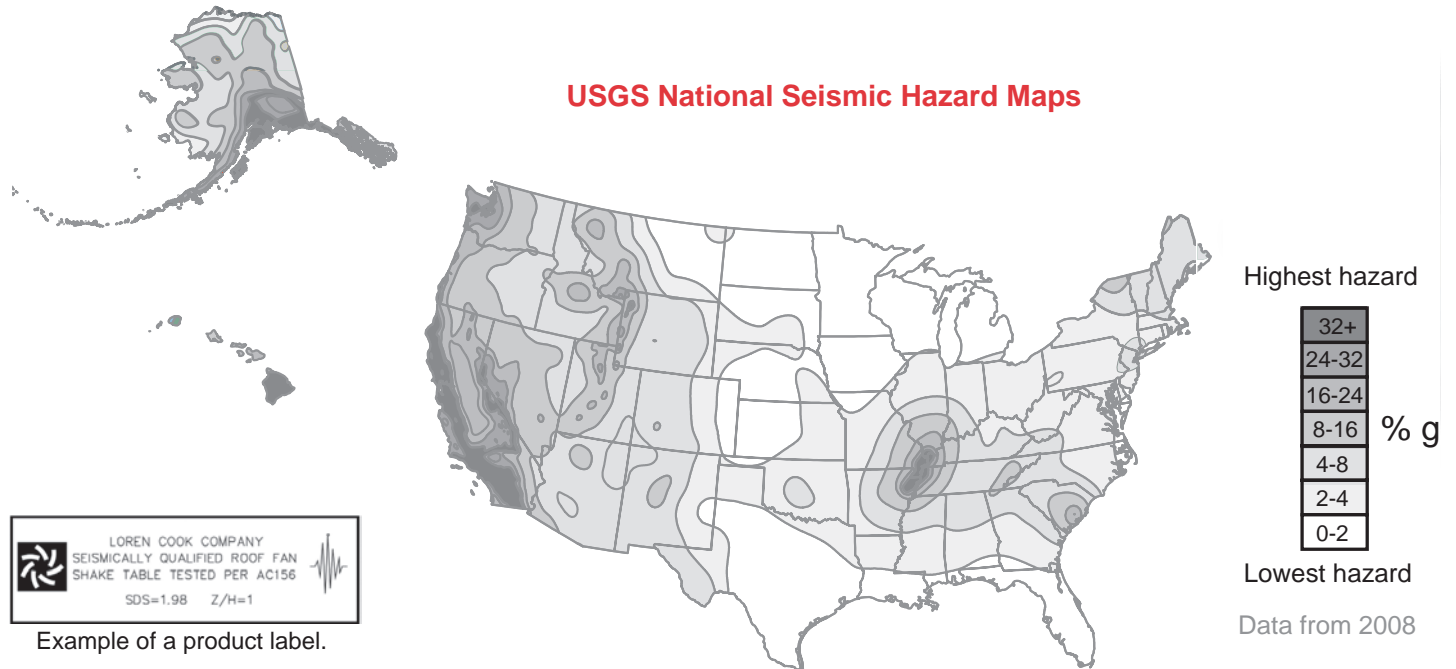 USGS National Seismic Hazard Maps
Highest hazard
32+
24-32
16-24
8-16
4-8
2-4
0-2
% g
Lowest hazard
Data from 2008
LOREN COOK COMPANY
SEISMICALLY QUALIFIED ROOF FAN
SHAKE TABLE TESTED PER AC156
SDS=1.98 Z/H=1
Example of a product label.